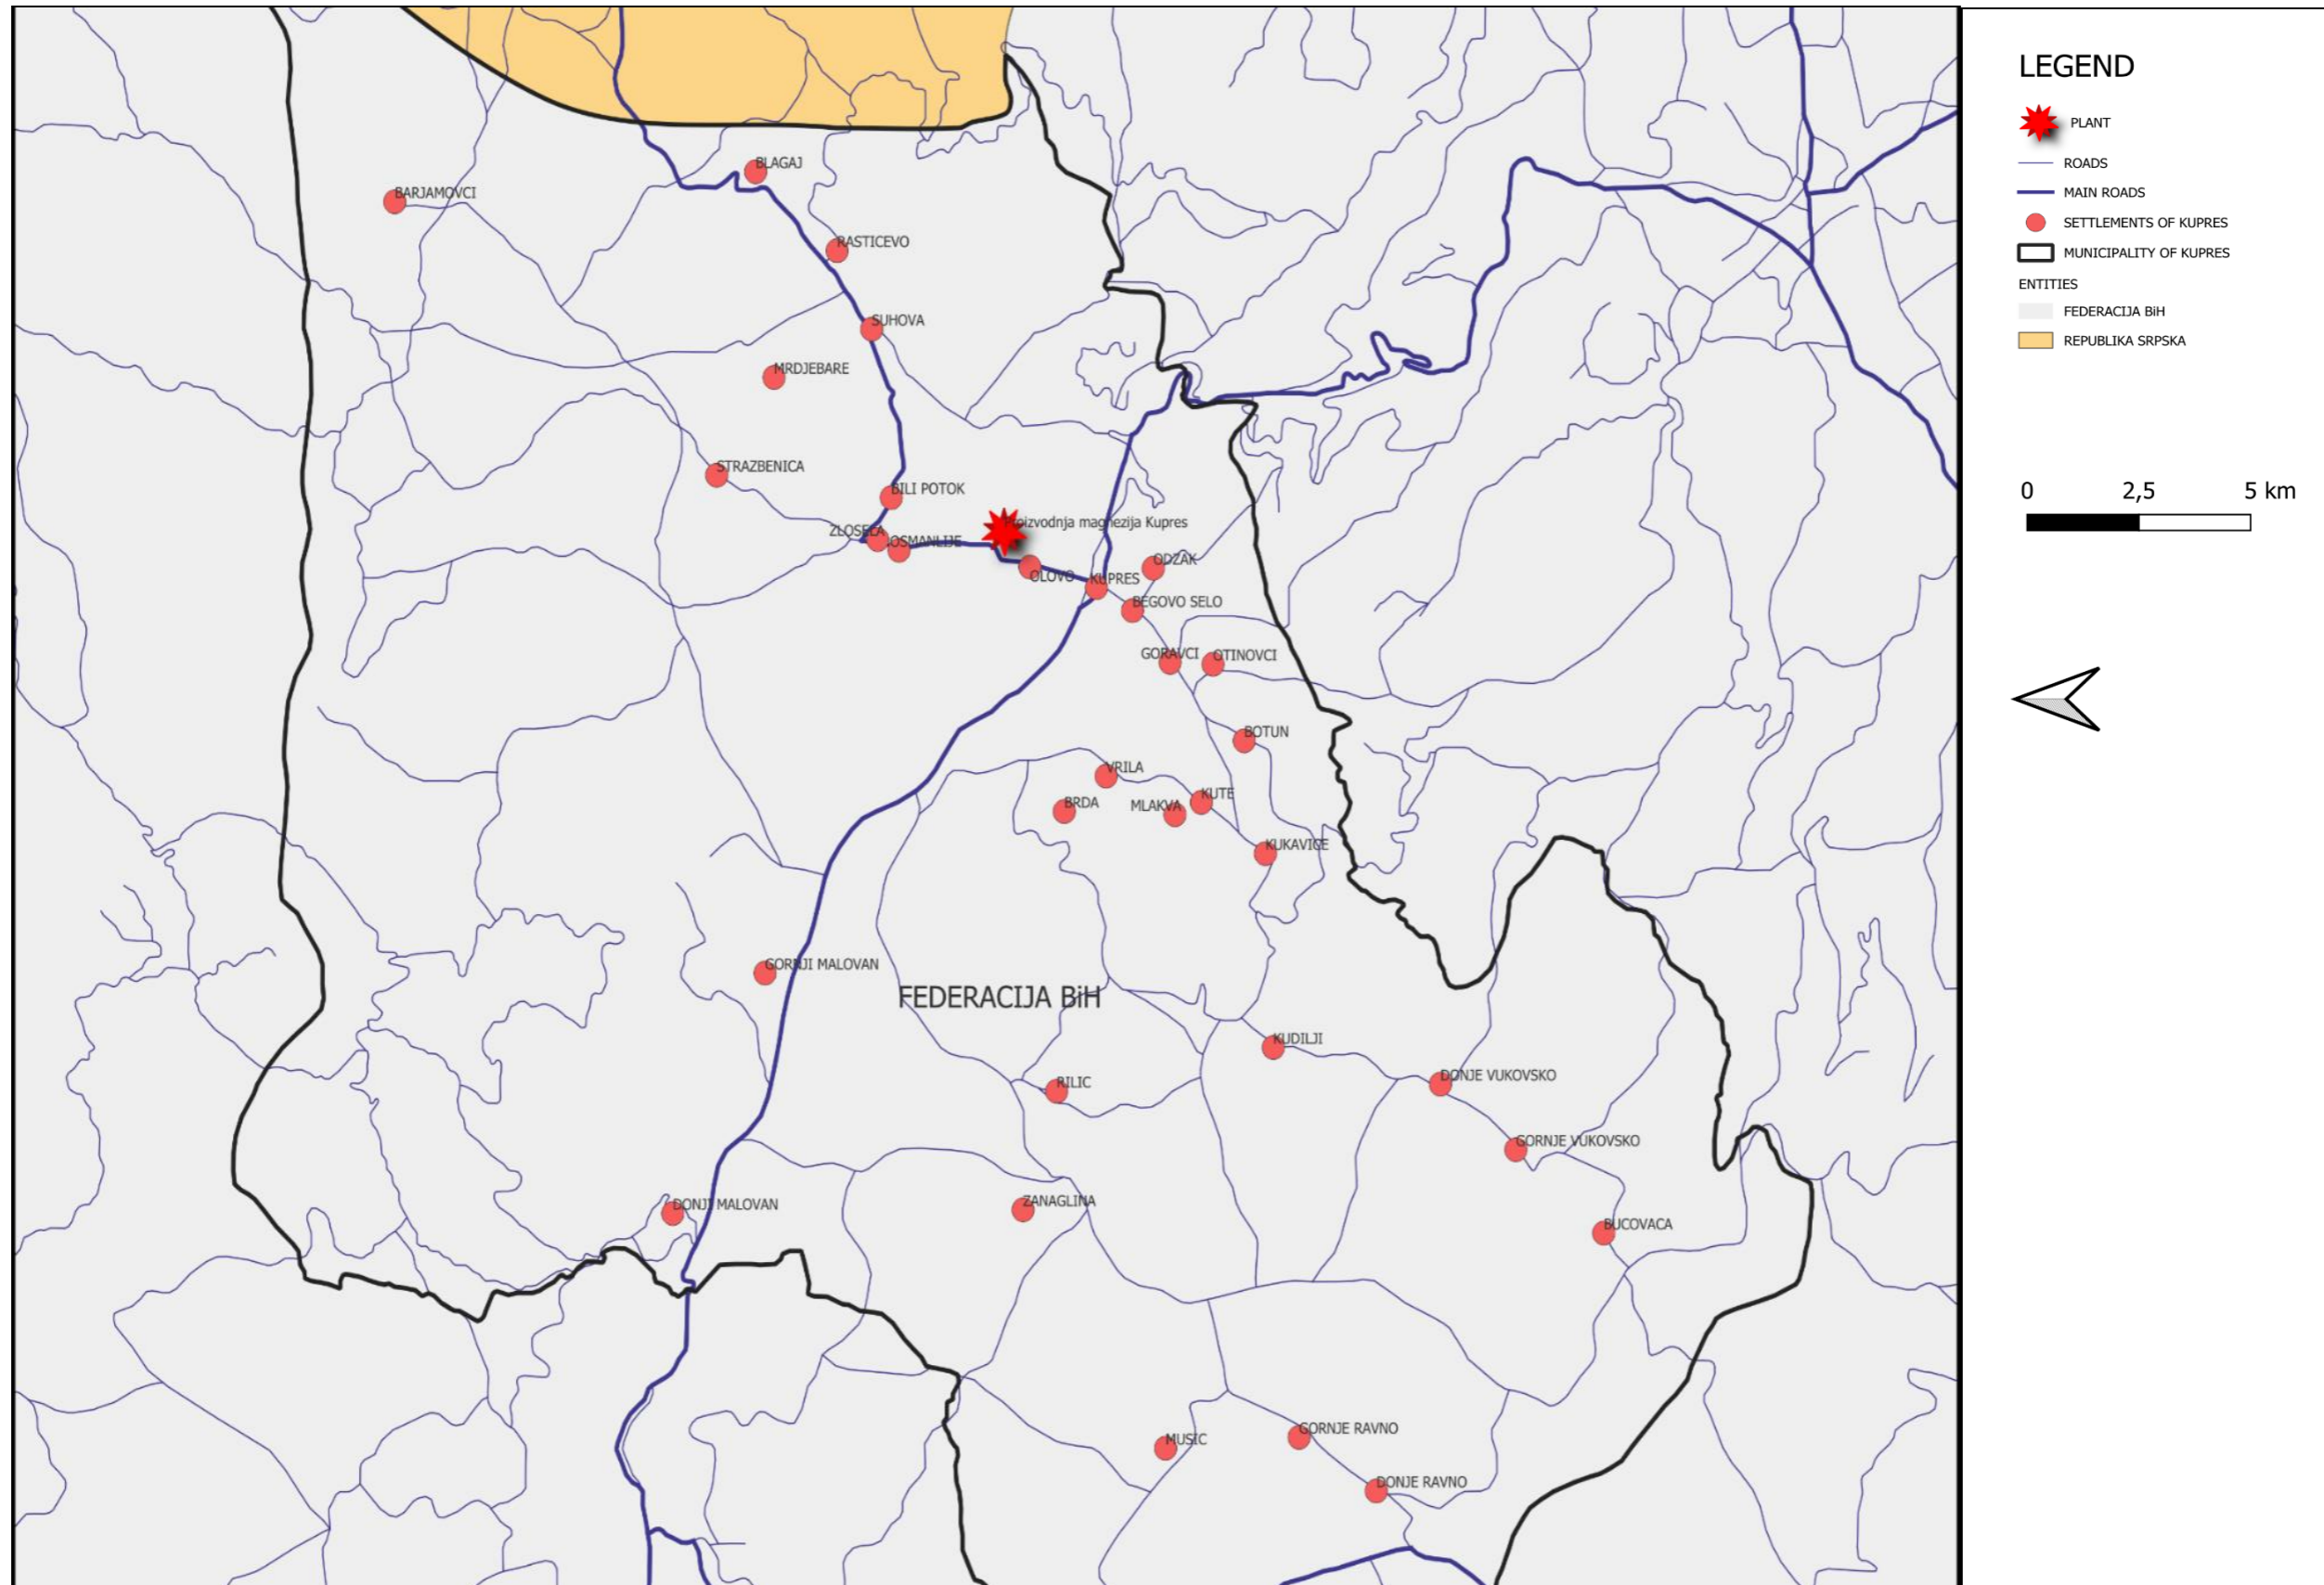 LEGEND
PLANT
ROADS
MAIN ROADS
SETTLEMENTS OF KUPRES
MUNICIPALITY OF KUPRES
ENTITIES
FEDERACIJA BiH
REPUBLIKA SRPSKA
0 2,5 5 km
BLAGAJ
BARJAMOVCI
RASTICEVO
SUHOVA
MRDJEBARE
STRAZBENICA
BILI POTOK
Proizvodnja magnezija Kupres
ZLOSELA
OSMANLIJE
ODZAK
OLOVO
KUPRES
BEGOVO SELO
GORAVCI
OTINOVCI
BOTUN
VRILA
KUTE
BRDA
MLAKVA
KUKAVICE
GORNJI MALOVAN
FEDERACIJA BiH
KUDILJI
DONJE VUKOVSKO
RILIC
GORNJE VUKOVSKO
DONJI MALOVAN
ZANAGLINA
BUCOVACA
GORNJE RAVNO
MUSIC
DONJE RAVNO